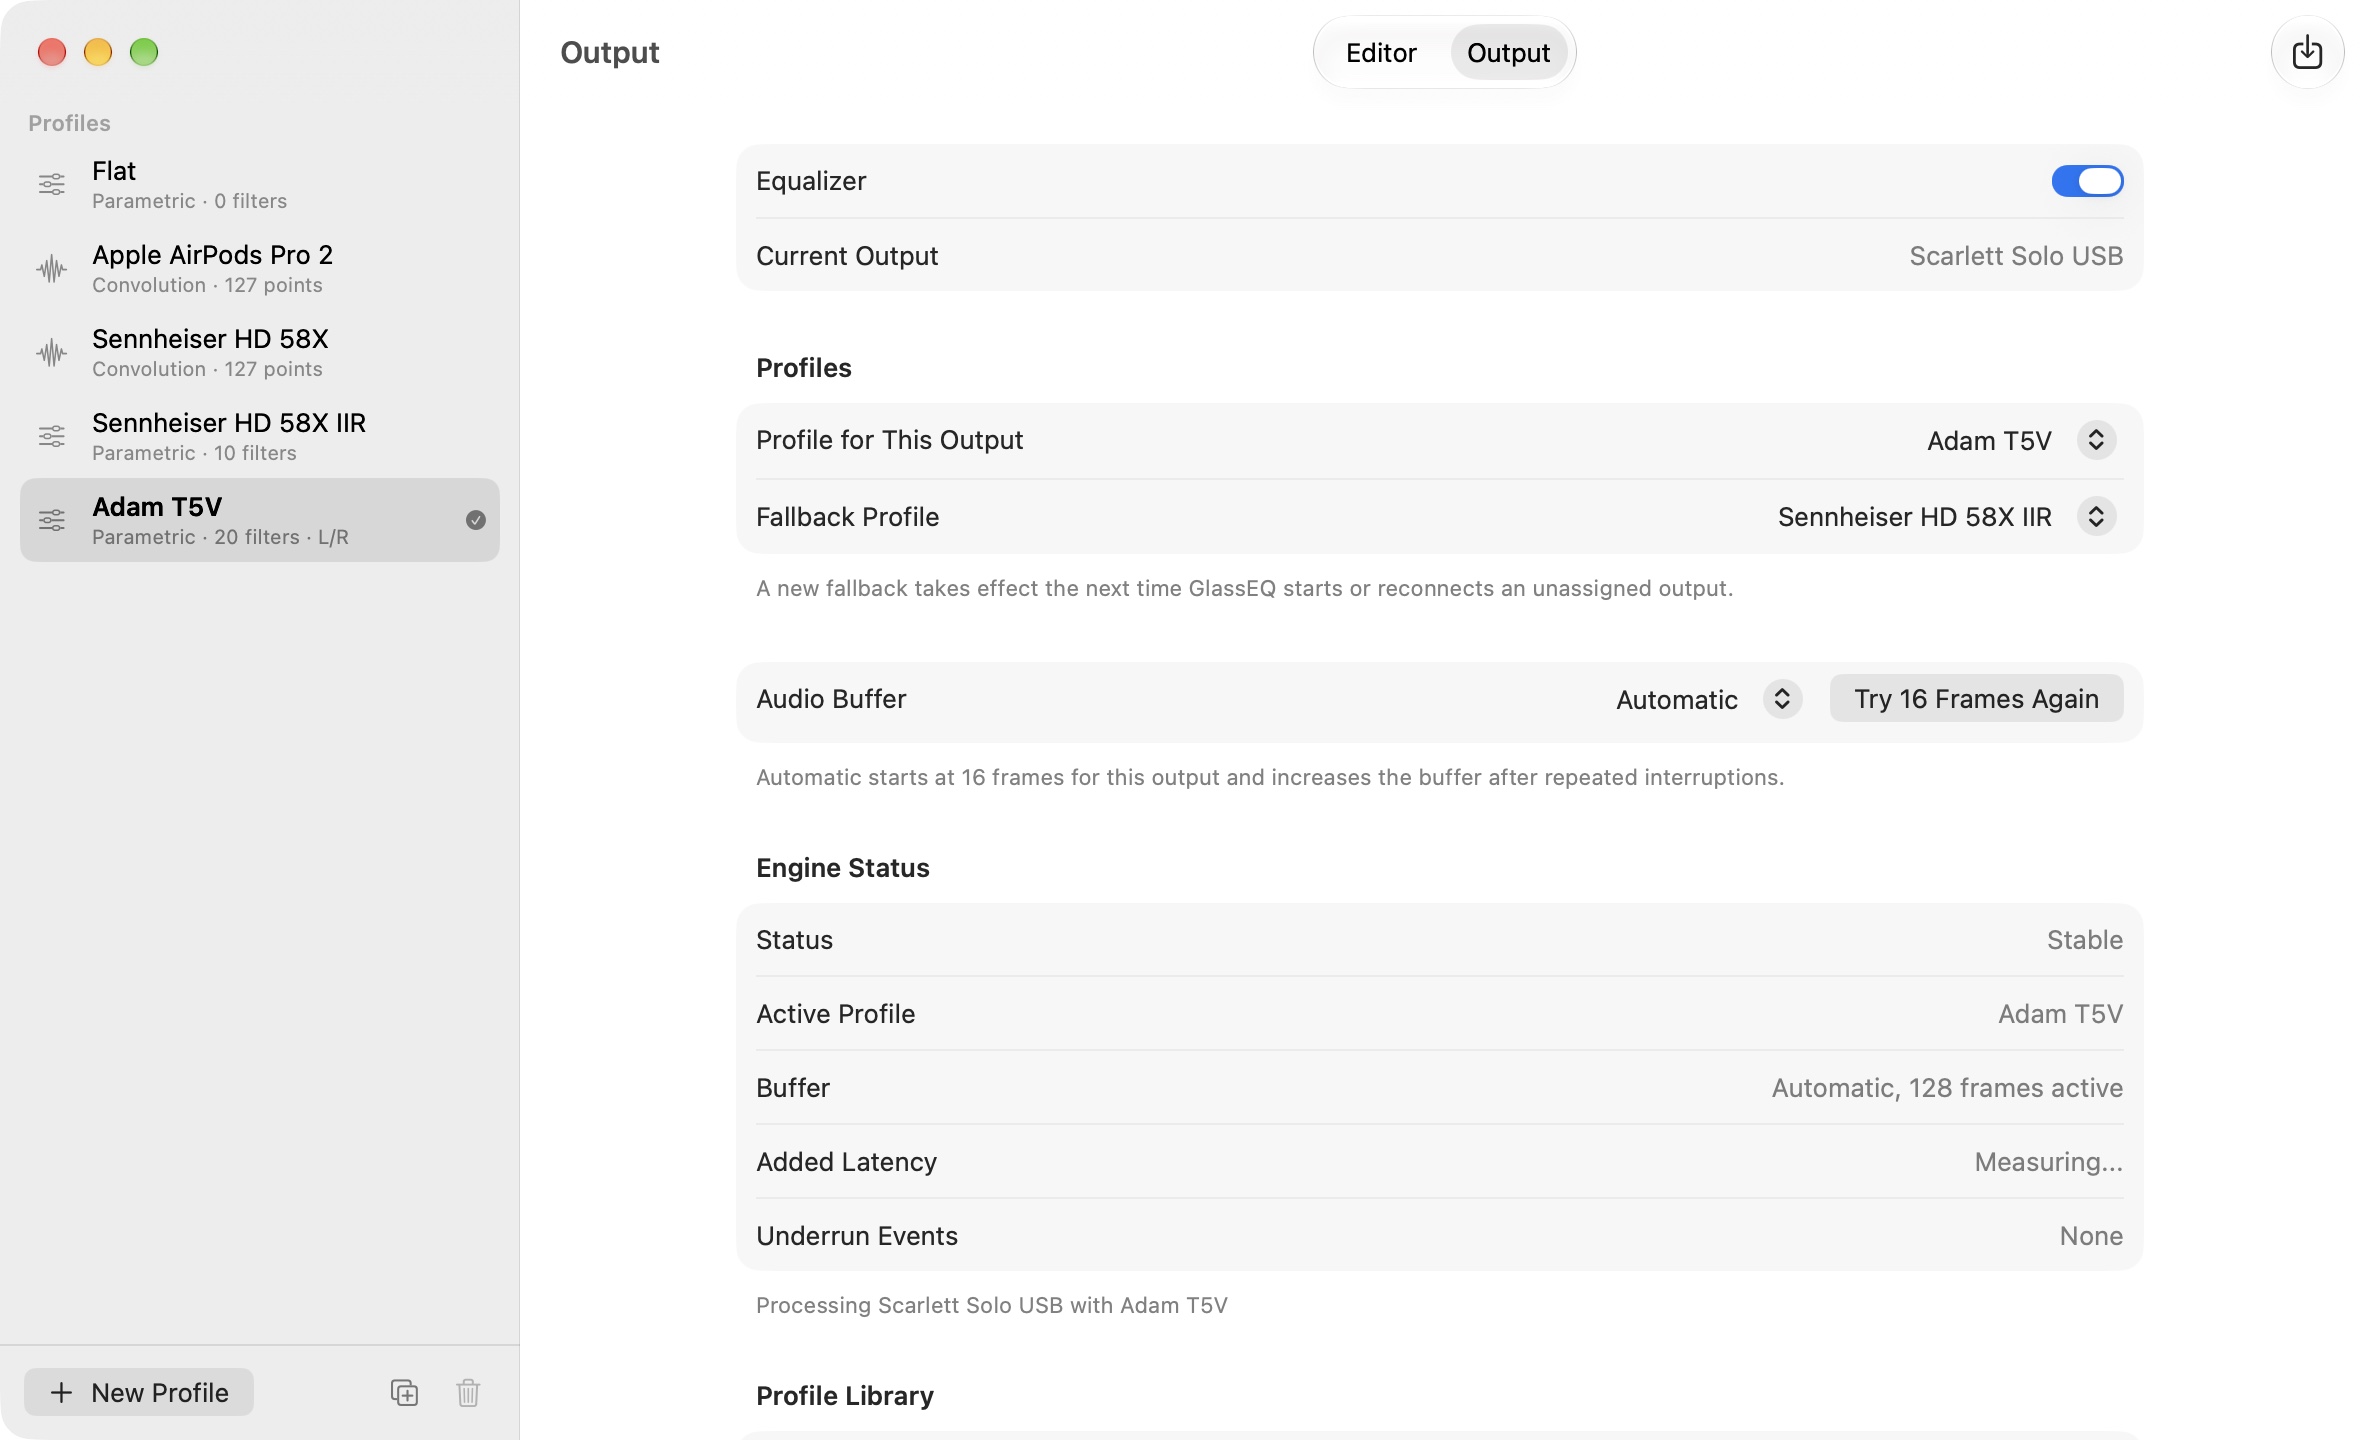 Output
Editor
Output
Profiles
Flat
Parametric · 0 filters
Apple AirPods Pro 2
Convolution · 127 points
Sennheiser HD 58X
Convolution · 127 points
Sennheiser HD 58X IIR
Parametric · 10 filters
Adam T5V
Parametric · 20 filters · L/R
New Profile
Equalizer
Current Output Scarlett Solo USB
Profiles
Profile for This Output Adam T5V
Fallback Profile Sennheiser HD 58X IIR
A new fallback takes effect the next time GlassEQ starts or reconnects an unassigned output.
Audio Buffer Automatic Try 16 Frames Again
Automatic starts at 16 frames for this output and increases the buffer after repeated interruptions.
Engine Status
Status Stable
Active Profile Adam T5V
Buffer Automatic, 128 frames active
Added Latency Measuring...
Underrun Events None
Processing Scarlett Solo USB with Adam T5V
Profile Library